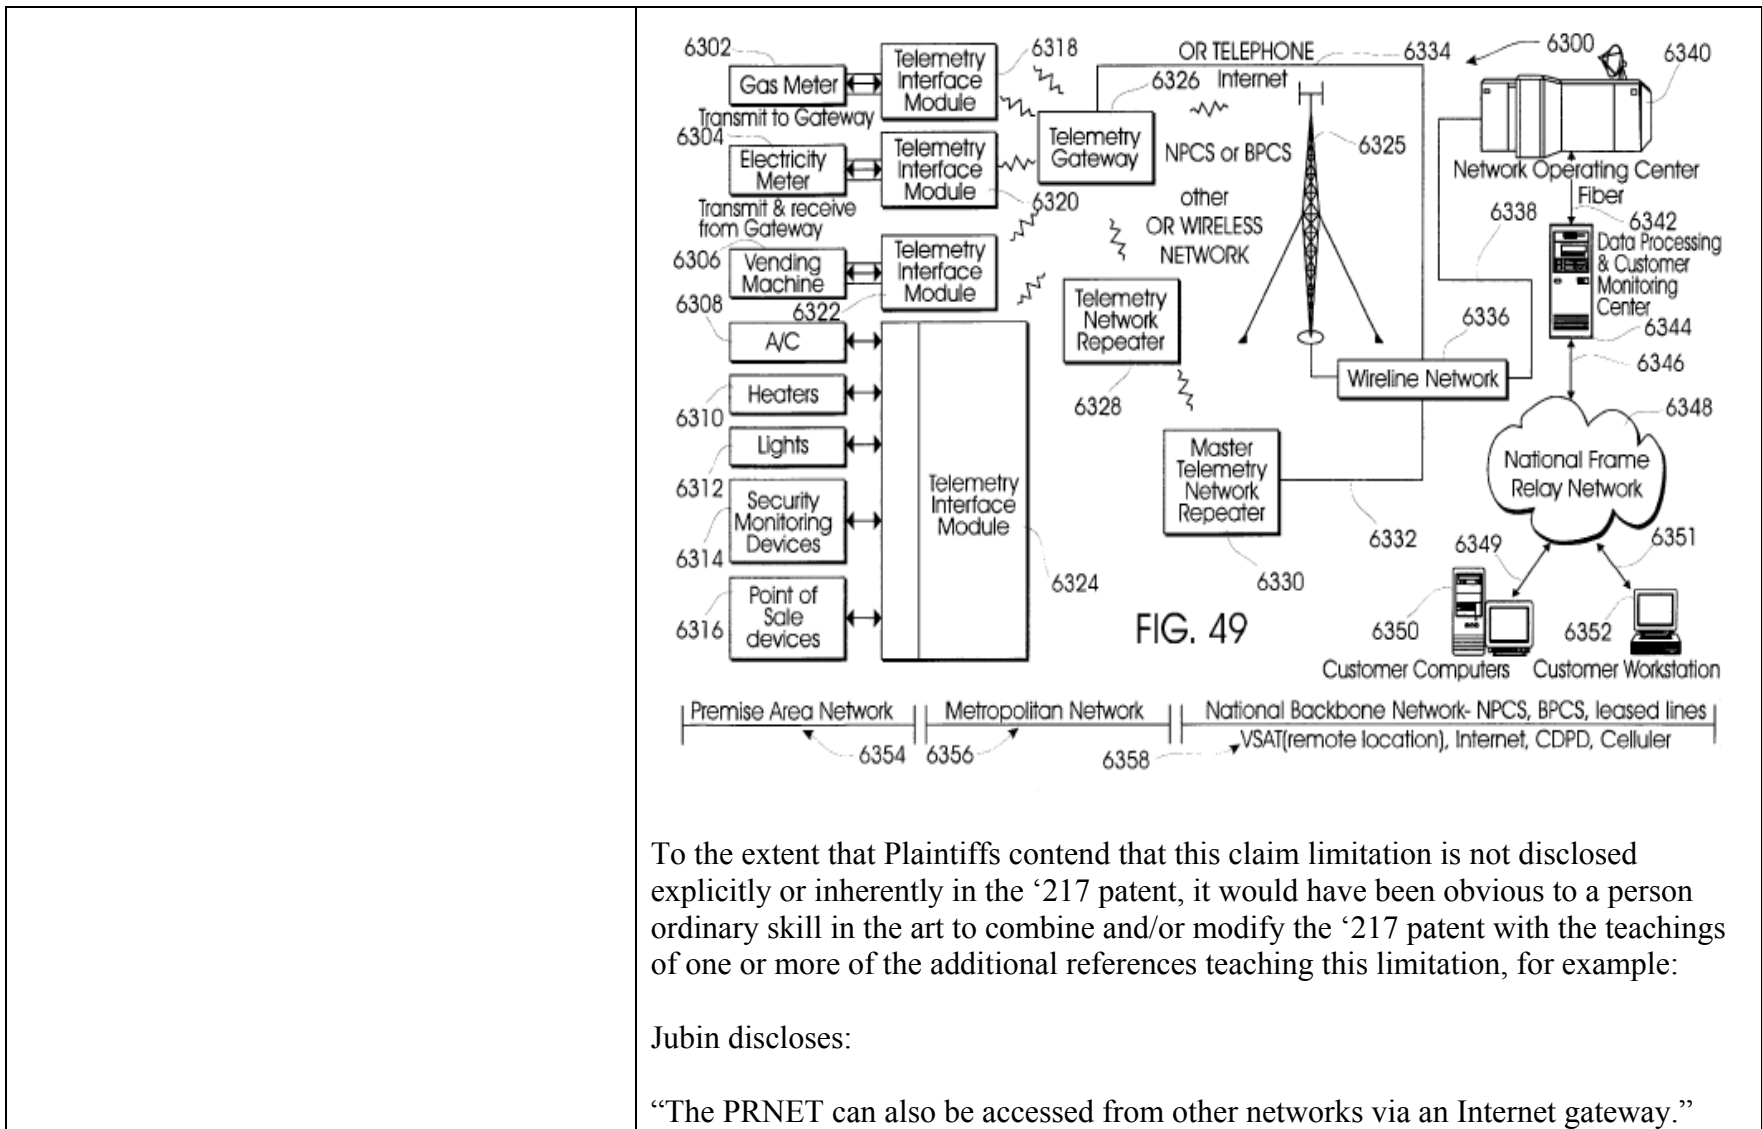 6302
Gas Meter
Telemetry
Interface
Module
6318
Transmit to Gateway
6304
Electricity
Meter
Telemetry
Interface
Module
6320
Transmit & receive
from Gateway
6306
Vending
Machine
Telemetry
Interface
Module
6322
6308
A/C
Heaters
6310
Lights
6312
Security
Monitoring
Devices
6314
Point of
Sale
devices
6316
Telemetry
Interface
Module
6324
OR TELEPHONE
6334
6326
Internet
Telemetry
Gateway
NPCS or BPCS
6325
other
OR WIRELESS
NETWORK
Telemetry
Network
Repeater
6328
Master
Telemetry
Network
Repeater
6330
6332
6336
Wireline Network
6300
6340
Network Operating Center
Fiber
6338
6342
Data Processing
& Customer
Monitoring
Center
6344
6346
6348
National Frame
Relay Network
6349
6351
6350
6352
Customer Computers
Customer Workstation
FIG. 49
Premise Area Network
Metropolitan Network
National Backbone Network- NPCS, BPCS, leased lines
VSAT(remote location), Internet, CDPD, Celluler
6354
6356
6358
To the extent that Plaintiffs contend that this claim limitation is not disclosed
explicitly or inherently in the ‘217 patent, it would have been obvious to a person
ordinary skill in the art to combine and/or modify the ‘217 patent with the teachings
of one or more of the additional references teaching this limitation, for example:
Jubin discloses:
“The PRNET can also be accessed from other networks via an Internet gateway.”